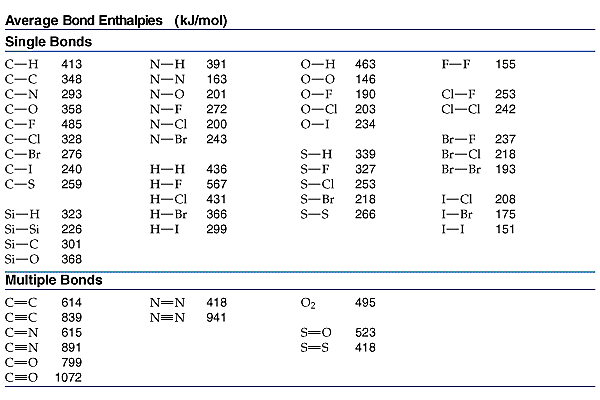 Average Bond Enthalpies (kJ/mol)
Single Bonds
C—H 413 N—H 391 O—H 463 F—F 155
C—C 348 N—N 163 O—O 146
C—N 293 N—O 201 O—F 190 Cl—F 253
C—O 358 N—F 272 O—Cl 203 Cl—Cl 242
C—F 485 N—Cl 200 O—I 234
C—Cl 328 N—Br 243 Br—F 237
C—Br 276 S—H 339 Br—Cl 218
C—I 240 H—H 436 S—F 327 Br—Br 193
C—S 259 H—F 567 S—Cl 253
H—Cl 431 S—Br 218 I—Cl 208
Si—H 323 H—Br 366 S—S 266 I—Br 175
Si—Si 226 H—I 299 I—I 151
Si—C 301
Si—O 368
Multiple Bonds
C=C 614 N=N 418 O₂ 495
C≡C 839 N≡N 941
C=N 615 S=O 523
C≡N 891 S=S 418
C=O 799
C≡O 1072